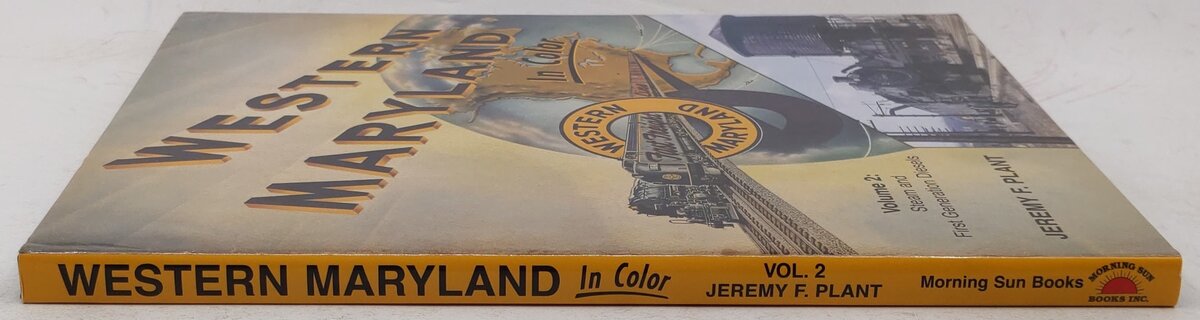 WESTERN
MARYLAND
In Color
WESTERN MARYLAND
Volume 2:
Steam and
First Generation Diesels
JEREMY F. PLANT
WESTERN MARYLAND In Color
VOL. 2
JEREMY F. PLANT
Morning Sun Books
MORNING SUN
BOOKS INC.